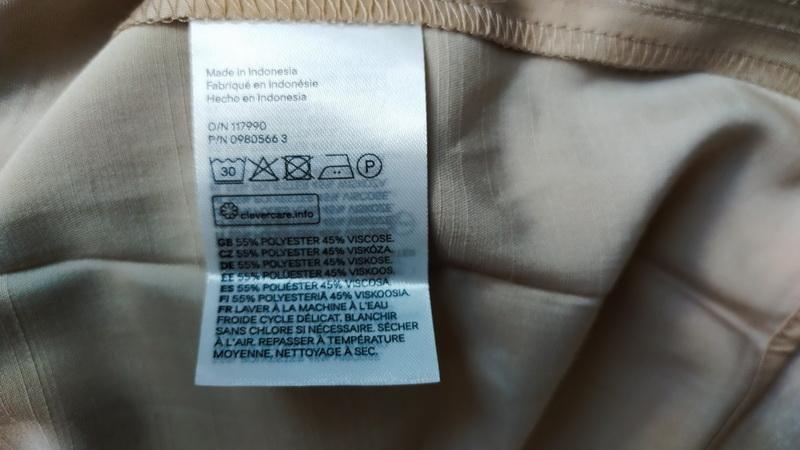 Made in Indonesia
Fabriqué en Indonésie
Hecho en Indonesia
O/N 117990
P/N 0980566 3
30 P
clevercare.info
GB 55% POLYESTER 45% VISCOSE.
CZ 55% POLYESTER 45% VISKÓZA.
DE 55% POLYESTER 45% VISKOSE.
EE 55% POLÜESTER 45% VISKOOS.
ES 55% POLIÉSTER 45% VISCOSA.
FI 55% POLYESTERIÄ 45% VISKOOSIA.
FR LAVER À LA MACHINE À L'EAU
FROIDE CYCLE DÉLICAT. BLANCHIR
SANS CHLORE SI NÉCESSAIRE. SÉCHER
À L'AIR. REPASSER À TEMPÉRATURE
MOYENNE, NETTOYAGE À SEC.